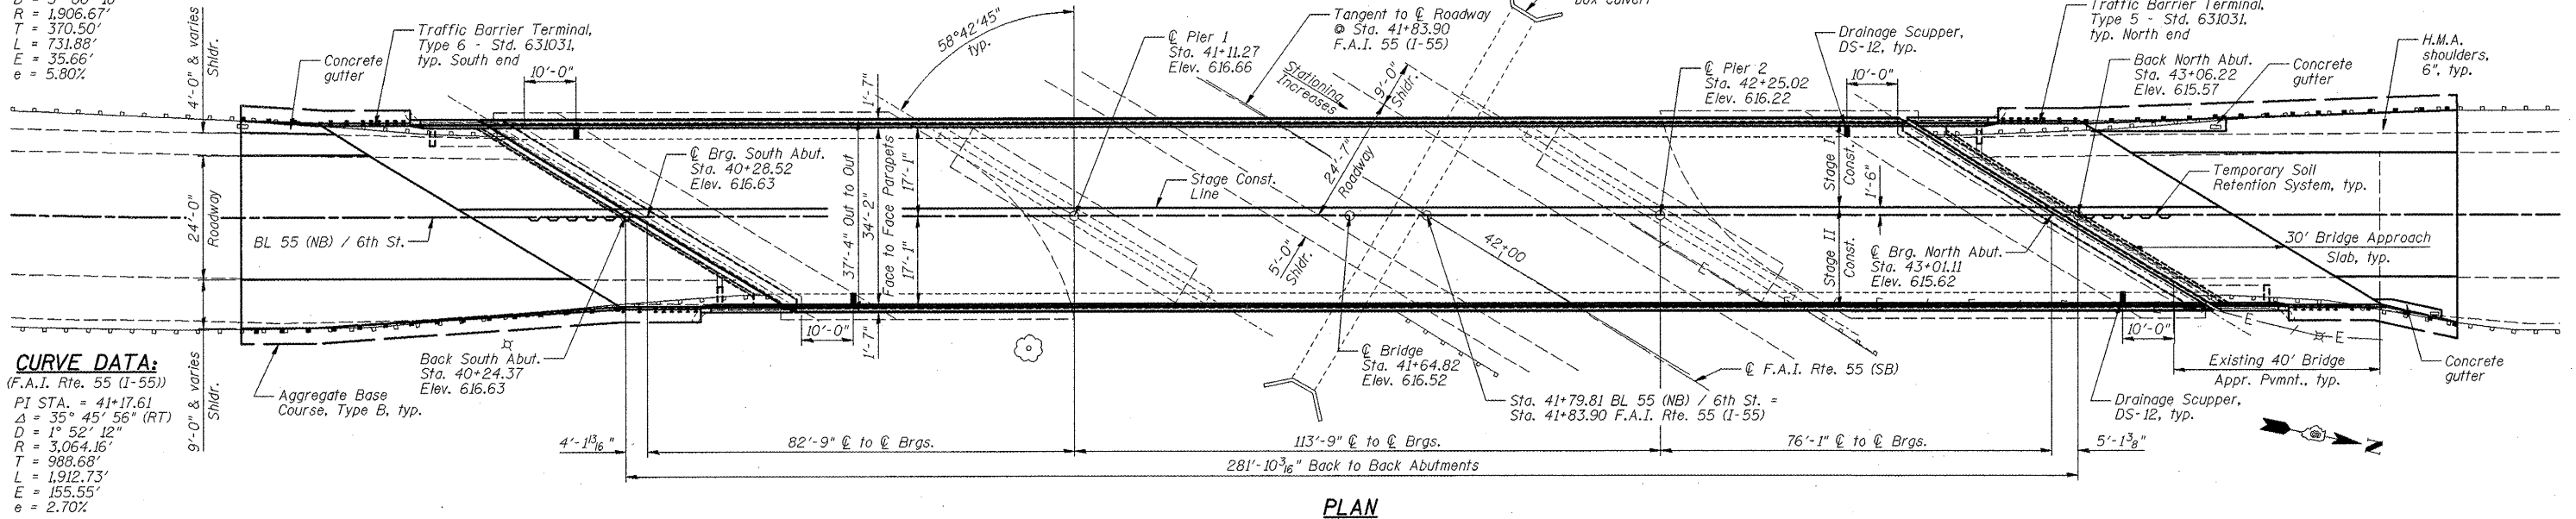 R = 1,906.67'
T = 370.50'
L = 731.88'
E = 35.66'
e = 5.80%
4'-0" & varies
Shldr.
Concrete
gutter
Traffic Barrier Terminal,
Type 6 - Std. 631031,
typ. South end
10'-0"
58°42'45"
typ.
1'-7"
℄ Pier 1
Sta. 41+11.27
Elev. 616.66
Tangent to ℄ Roadway
@ Sta. 41+83.90
F.A.I. 55 (I-55)
Stationing
Increases
9'-0"
Shldr.
box culvert
℄ Pier 2
Sta. 42+25.02
Elev. 616.22
Drainage Scupper,
DS-12, typ.
10'-0"
Traffic Barrier Terminal,
Type 5 - Std. 631031,
typ. North end
Back North Abut.
Sta. 43+06.22
Elev. 615.57
Concrete
gutter
H.M.A.
shoulders,
6", typ.
24'-0"
Roadway
BL 55 (NB) / 6th St.
℄ Brg. South Abut.
Sta. 40+28.52
Elev. 616.63
37'-4" Out to Out
34'-2"
Face to Face Parapets
17'-1"
17'-1"
Stage Const.
Line
24'-7"
Roadway
5'-0"
Shldr.
42+00
E
Stage I
Const.
1'-6"
Stage II
Const.
℄ Brg. North Abut.
Sta. 43+01.11
Elev. 615.62
Temporary Soil
Retention System, typ.
30' Bridge Approach
Slab, typ.
9'-0" & varies
Shldr.
Aggregate Base
Course, Type B, typ.
Back South Abut.
Sta. 40+24.37
Elev. 616.63
10'-0"
1'-7"
℄ Bridge
Sta. 41+64.82
Elev. 616.52
℄ F.A.I. Rte. 55 (SB)
Sta. 41+79.81 BL 55 (NB) / 6th St. =
Sta. 41+83.90 F.A.I. Rte. 55 (I-55)
10'-0"
E
E
Existing 40' Bridge
Appr. Pvmnt., typ.
Concrete
gutter
Drainage Scupper,
DS-12, typ.
N
CURVE DATA:
(F.A.I. Rte. 55 (I-55))
PI STA. = 41+17.61
Δ = 35° 45' 56" (RT)
D = 1° 52' 12"
R = 3,064.16'
T = 988.68'
L = 1,912.73'
E = 155.55'
e = 2.70%
4'-1 13/16"
82'-9" ℄ to ℄ Brgs.
113'-9" ℄ to ℄ Brgs.
76'-1" ℄ to ℄ Brgs.
5'-1 3/8"
281'-10 3/16" Back to Back Abutments
PLAN